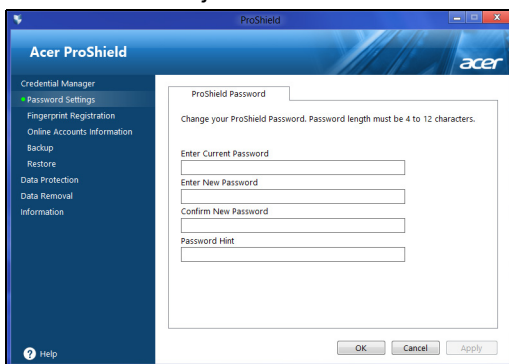 ProShield
Acer ProShield
acer
Credential Manager
Password Settings
Fingerprint Registration
Online Accounts Information
Backup
Restore
Data Protection
Data Removal
Information
Help
ProShield Password
Change your ProShield Password. Password length must be 4 to 12 characters.
Enter Current Password
Enter New Password
Confirm New Password
Password Hint
OK Cancel Apply